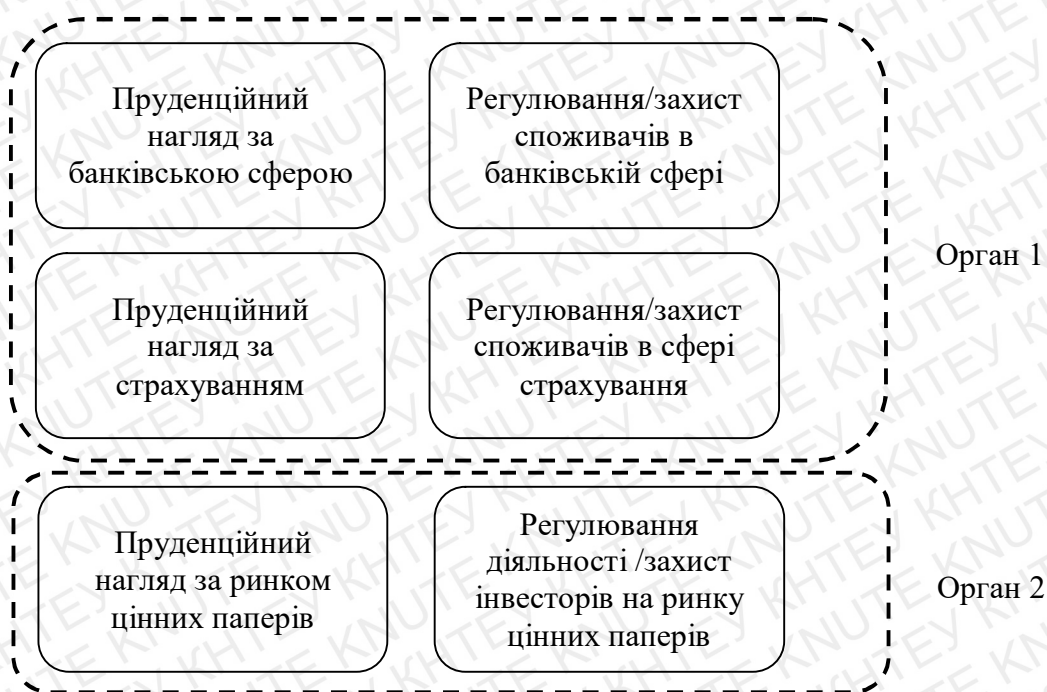 Пруденційний
нагляд за
банківською сферою
Регулювання/захист
споживачів в
банківській сфері
Пруденційний
нагляд за
страхуванням
Регулювання/захист
споживачів в сфері
страхування
Орган 1
Пруденційний
нагляд за ринком
цінних паперів
Регулювання
діяльності /захист
інвесторів на ринку
цінних паперів
Орган 2